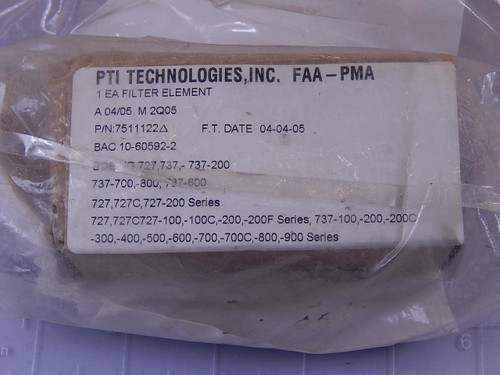 PTI TECHNOLOGIES,INC. FAA-PMA
1 EA FILTER ELEMENT
A 04/05 M 2Q05
P/N:7511122Δ F.T. DATE 04-04-05
BAC 10-60592-2
727,737,- 737-200
737-700,-800, 737-600
727,727C,727-200 Series
727,727C727-100,-100C,-200,-200F Series, 737-100,-200,-200C
-300,-400,-500,-600,-700,-700C,-800,-900 Series
6